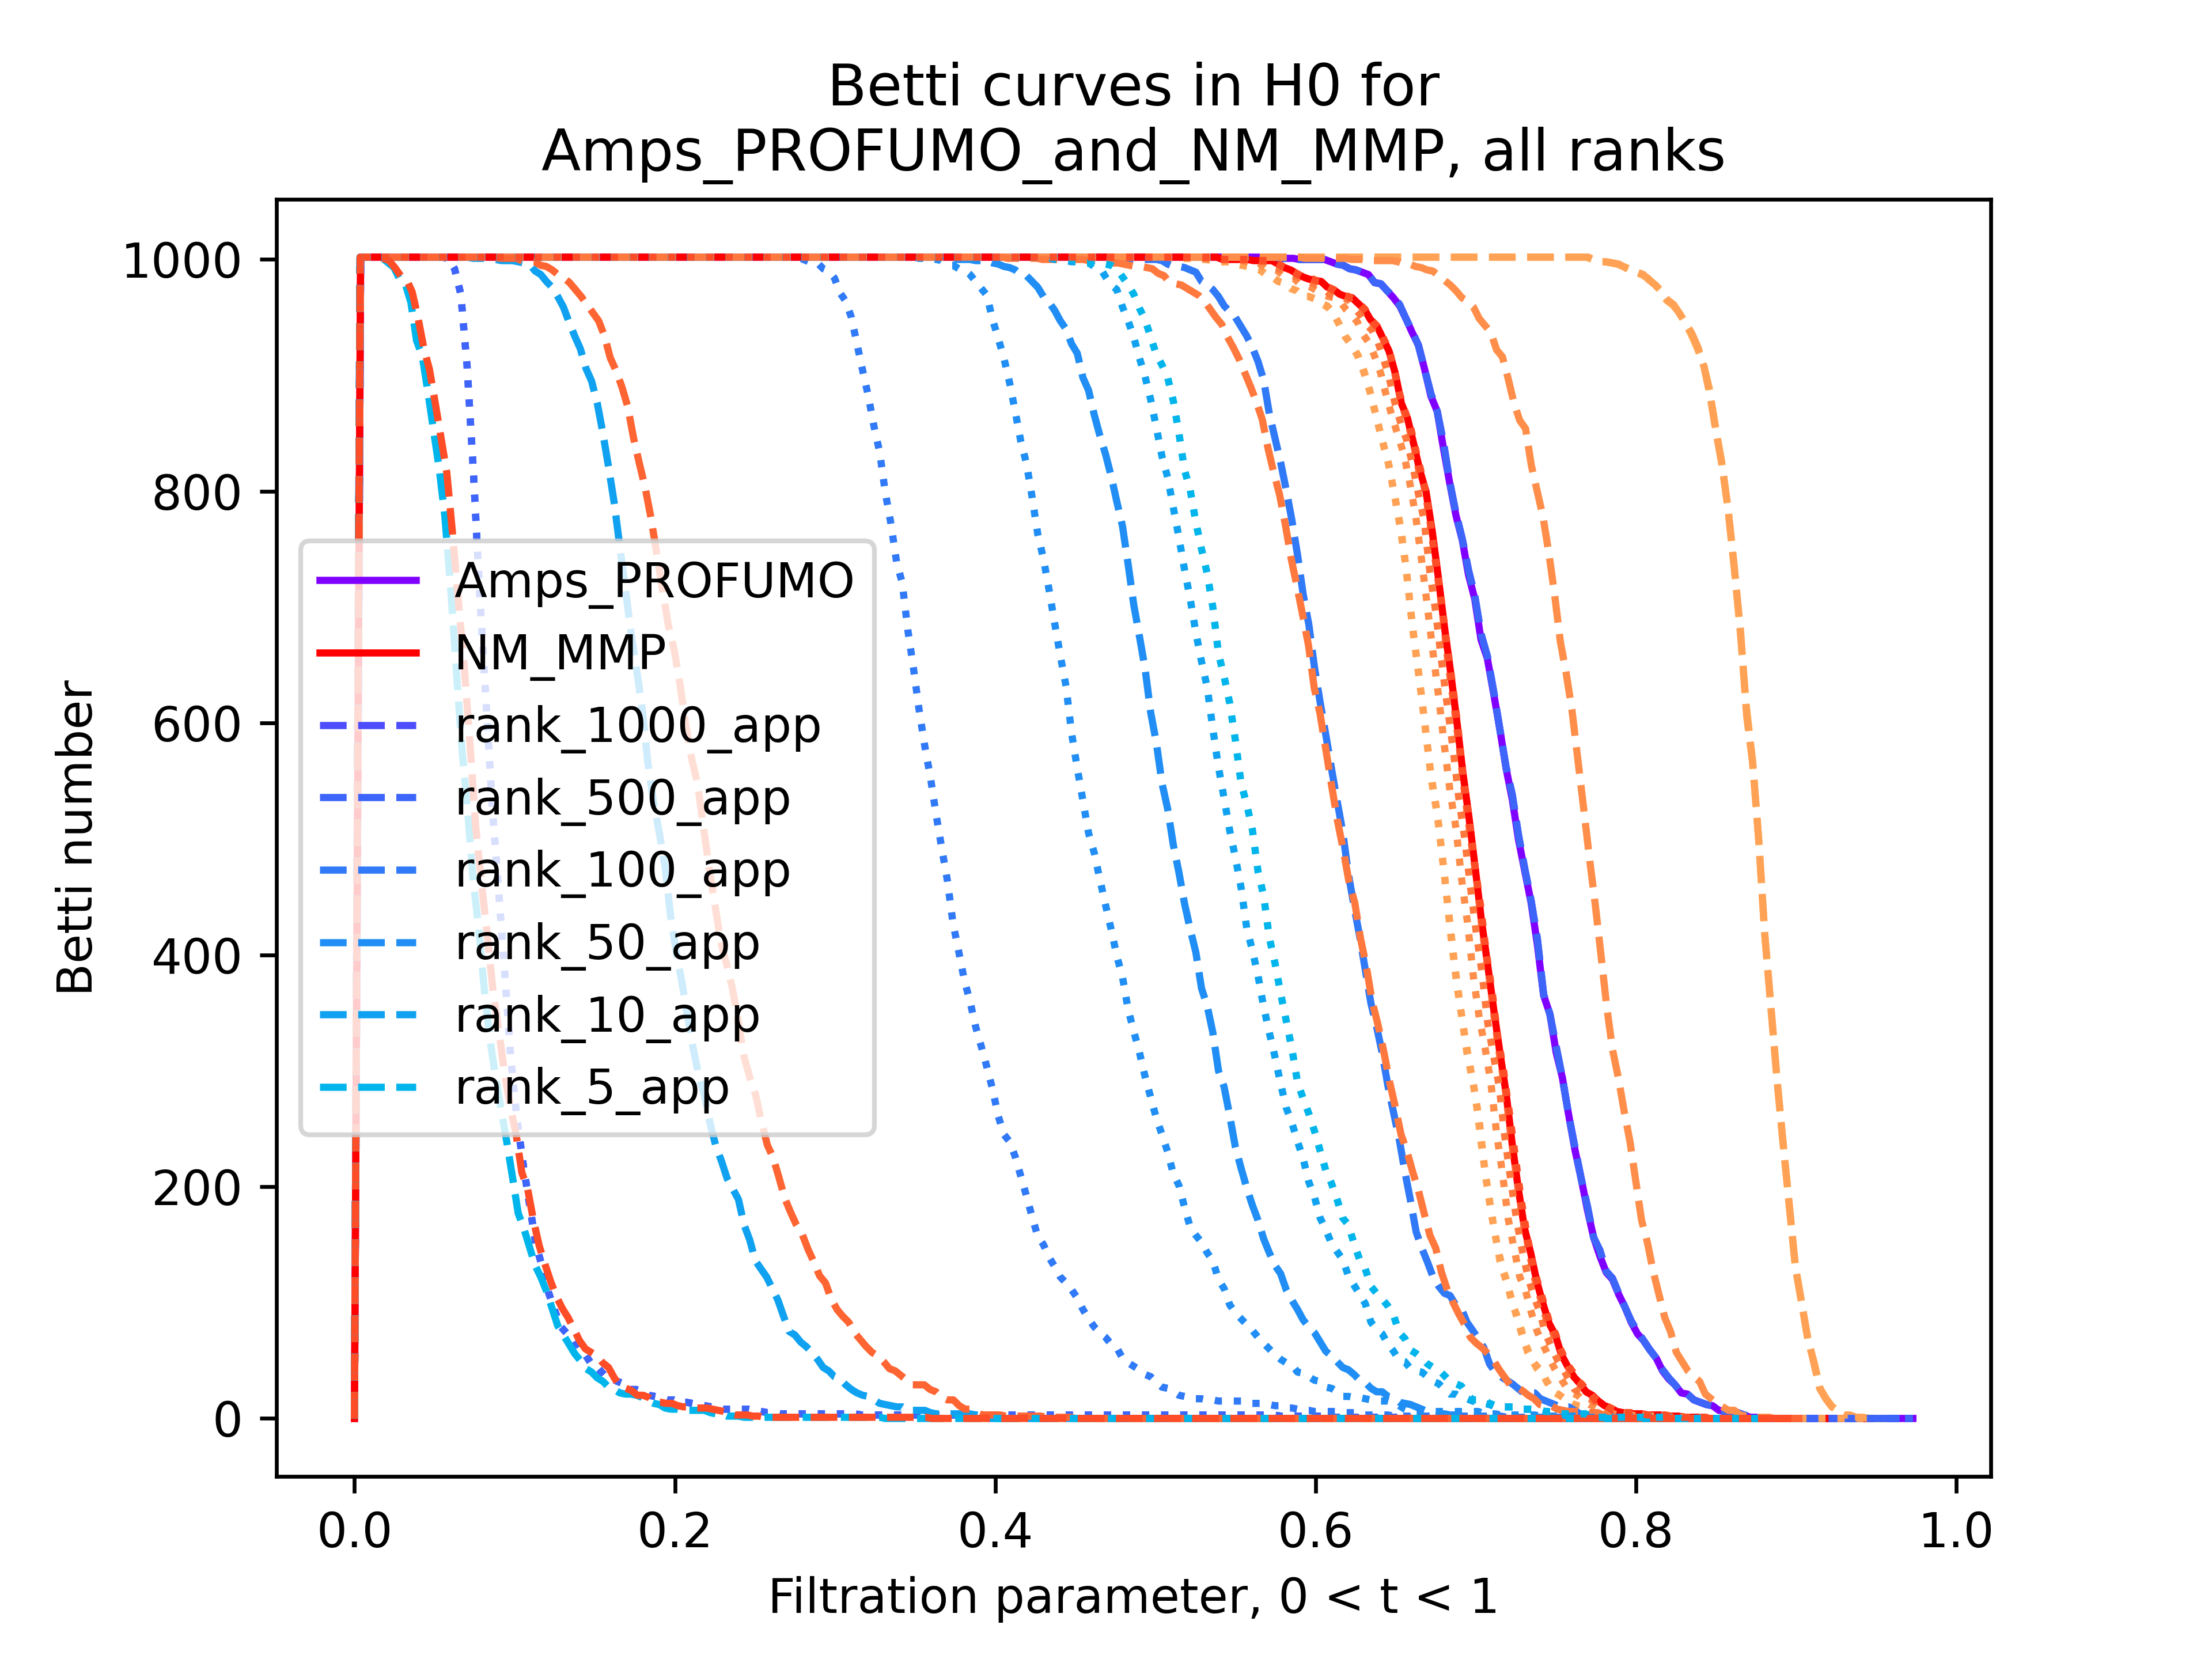 Betti curves in H0 for
Amps_PROFUMO_and_NM_MMP, all ranks
Betti number
1000
800
600
400
200
0
Amps_PROFUMO
NM_MMP
rank_1000_app
rank_500_app
rank_100_app
rank_50_app
rank_10_app
rank_5_app
0.0 0.2 0.4 0.6 0.8 1.0
Filtration parameter, 0 < t < 1